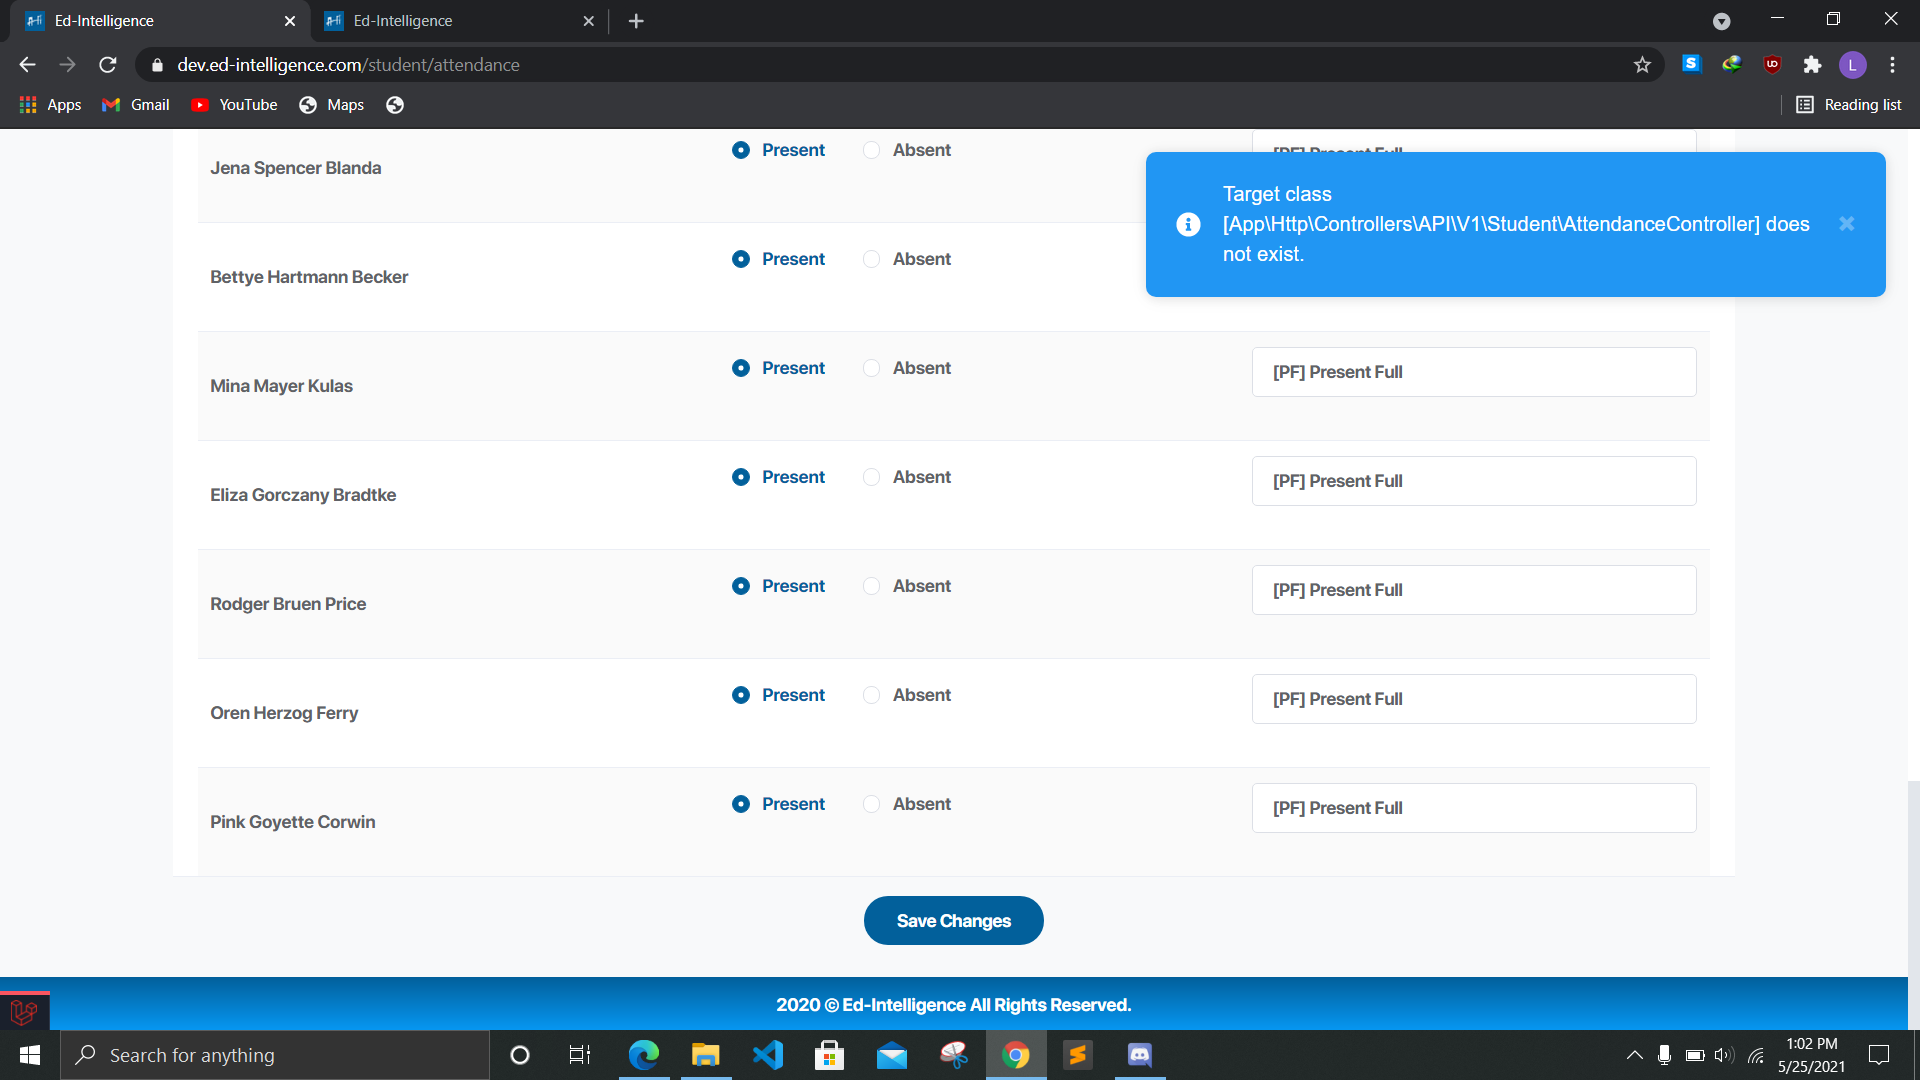 Ed-Intelligence
Ed-Intelligence
dev.ed-intelligence.com/student/attendance
S
L
Apps
Gmail
YouTube
Maps
Reading list
Jena Spencer Blanda
Present
Absent
[PF] Present Full
Target class
[App\Http\Controllers\API\V1\Student\AttendanceController] does
not exist.
Bettye Hartmann Becker
Present
Absent
Mina Mayer Kulas
Present
Absent
[PF] Present Full
Eliza Gorczany Bradtke
Present
Absent
[PF] Present Full
Rodger Bruen Price
Present
Absent
[PF] Present Full
Oren Herzog Ferry
Present
Absent
[PF] Present Full
Pink Goyette Corwin
Present
Absent
[PF] Present Full
Save Changes
2020 © Ed-Intelligence All Rights Reserved.
Search for anything
1:02 PM
5/25/2021